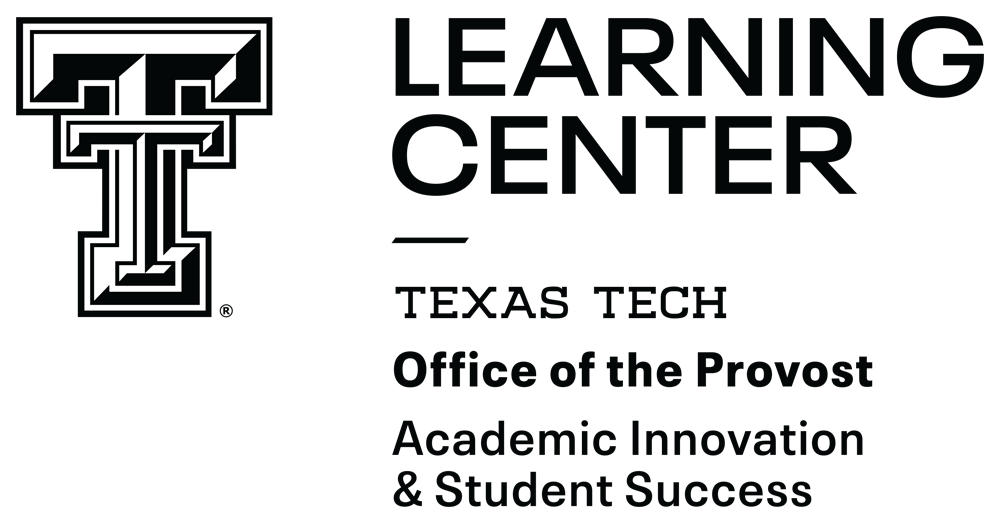 LEARNING
CENTER
TEXAS TECH
Office of the Provost
Academic Innovation
& Student Success
®